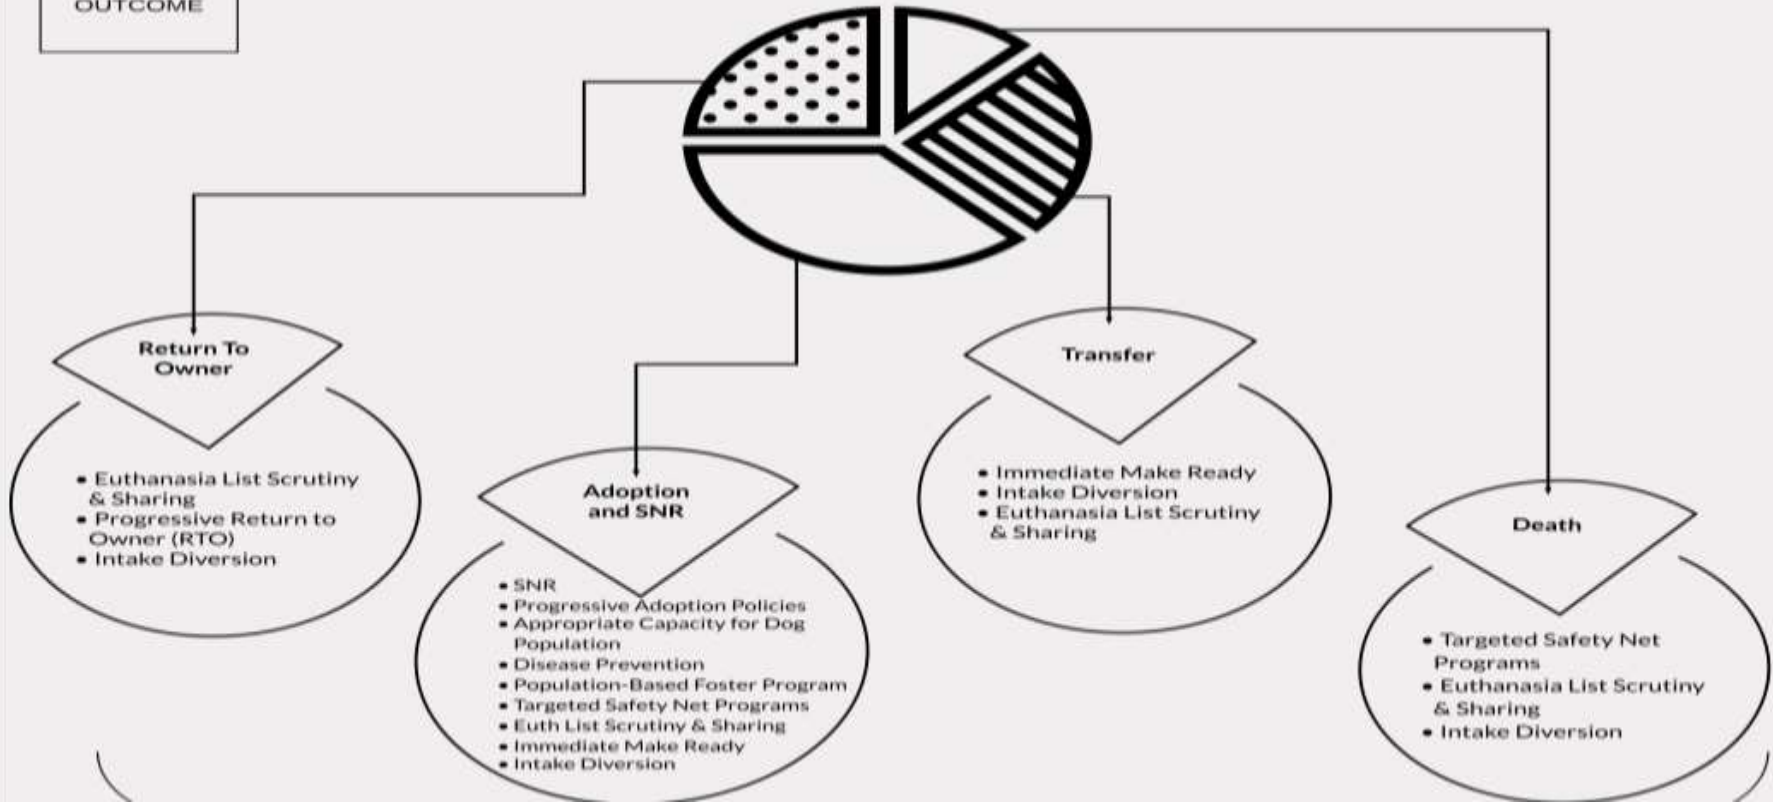 OUTCOME
Return To
Owner
• Euthanasia List Scrutiny
& Sharing
• Progressive Return to
Owner (RTO)
• Intake Diversion
Adoption
and SNR
• SNR
• Progressive Adoption Policies
• Appropriate Capacity for Dog
Population
• Disease Prevention
• Population-Based Foster Program
• Targeted Safety Net Programs
• Euth List Scrutiny & Sharing
• Immediate Make Ready
• Intake Diversion
Transfer
• Immediate Make Ready
• Intake Diversion
• Euthanasia List Scrutiny
& Sharing
Death
• Targeted Safety Net
Programs
• Euthanasia List Scrutiny
& Sharing
• Intake Diversion